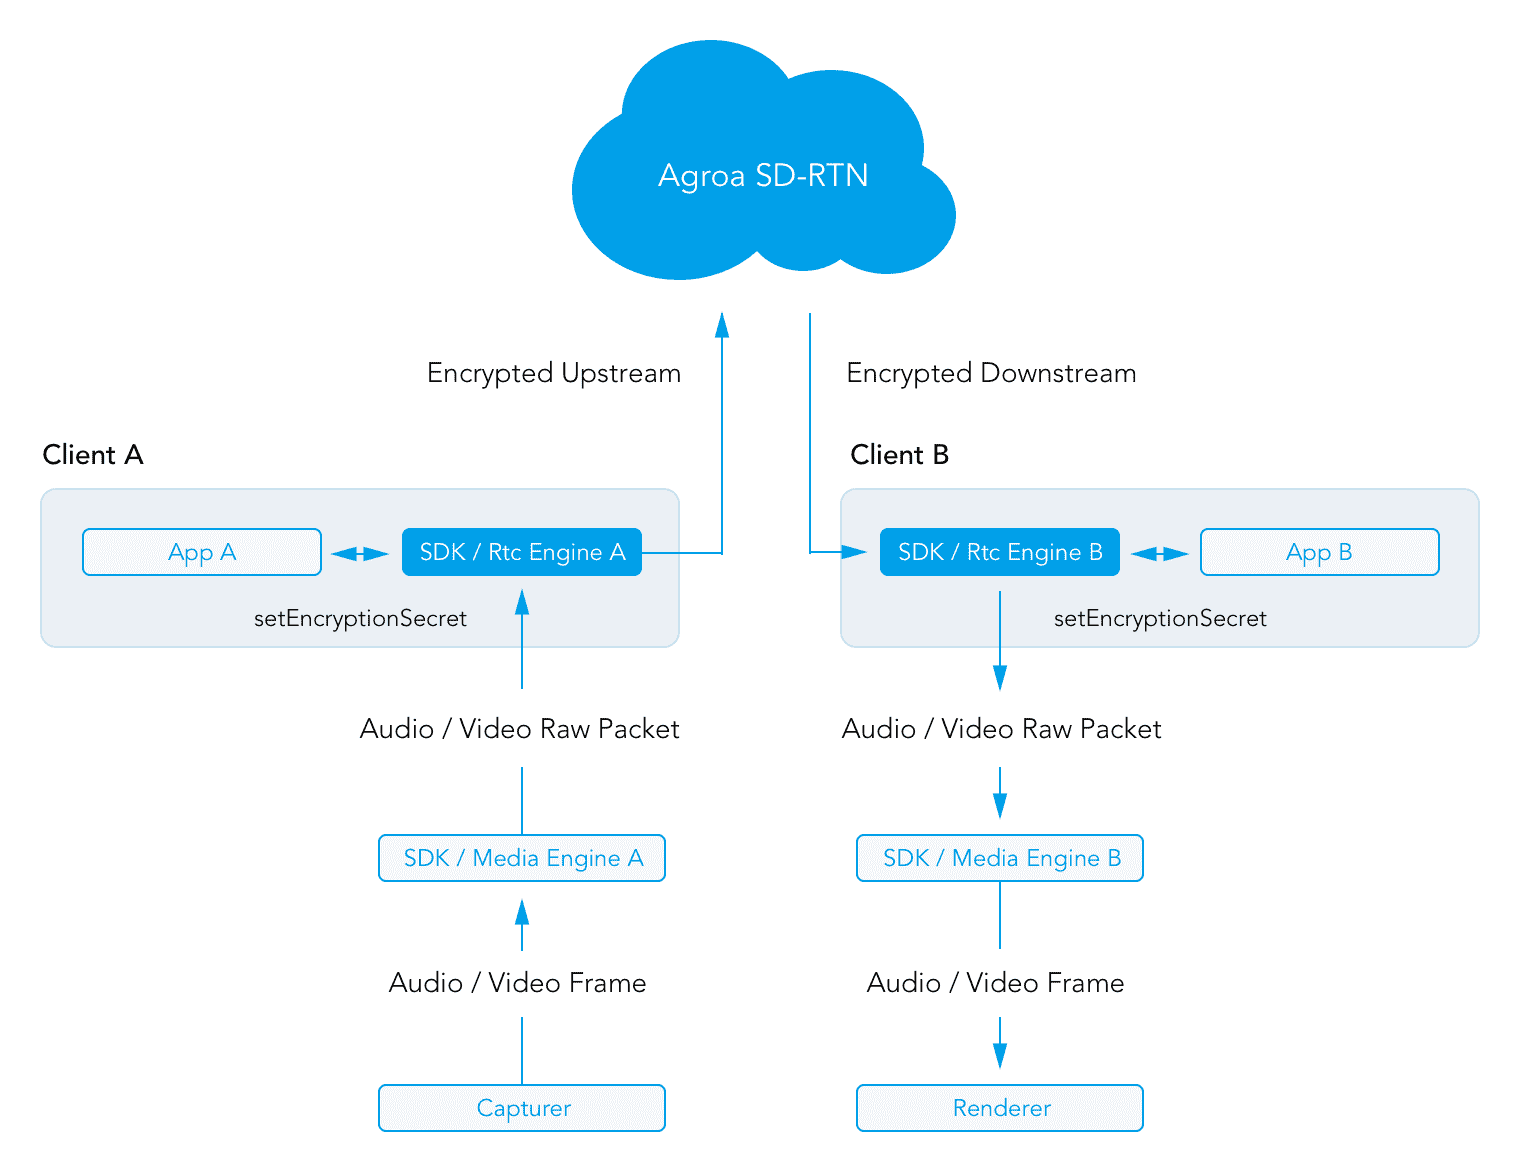 Agroa SD-RTN
Encrypted Upstream
Encrypted Downstream
Client A
Client B
App A
SDK / Rtc Engine A
SDK / Rtc Engine B
App B
setEncryptionSecret
setEncryptionSecret
Audio / Video Raw Packet
Audio / Video Raw Packet
SDK / Media Engine A
SDK / Media Engine B
Audio / Video Frame
Audio / Video Frame
Capturer
Renderer